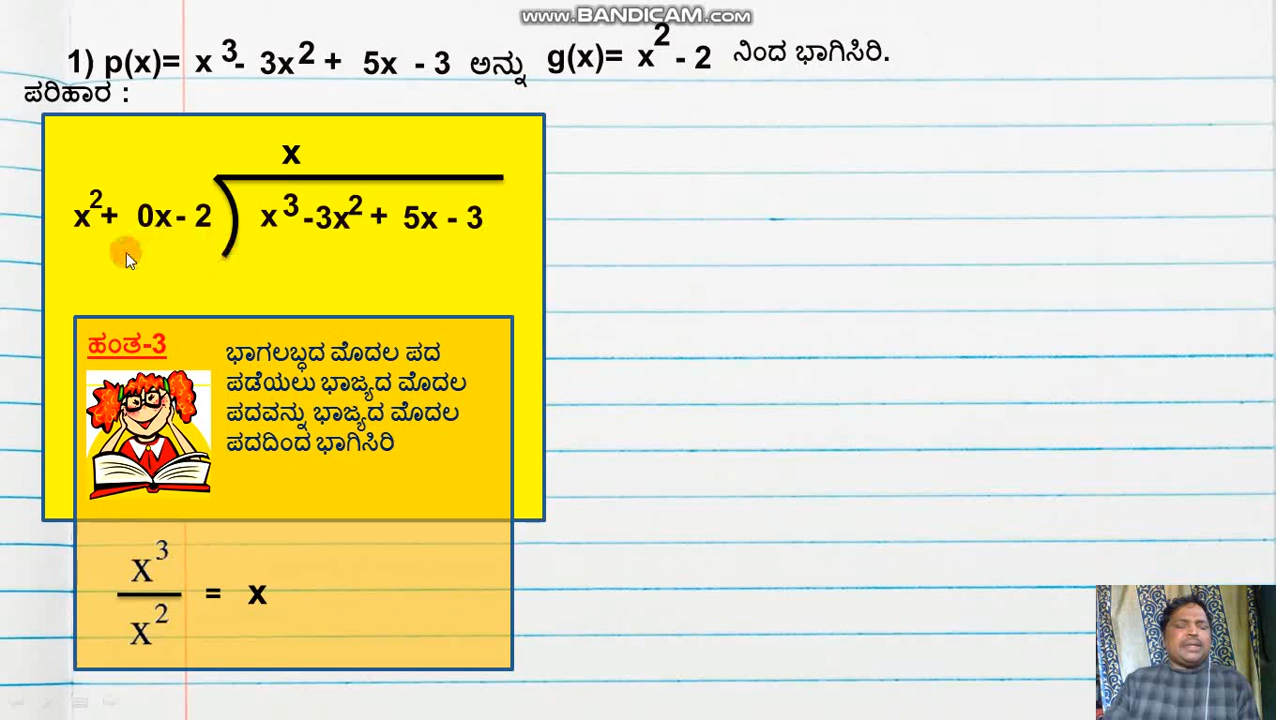 www.BANDICAM.com
1) p(x)= x³- 3x²+ 5x - 3 ಅನ್ನು g(x)= x² - 2 ನಿಂದ ಭಾಗಿಸಿರಿ.
ಪರಿಹಾರ :
x
x²+ 0x- 2 ) x³-3x²+ 5x - 3
ಹಂತ-3
ಭಾಗಲಬ್ಧದ ಮೊದಲ ಪದ
ಪಡೆಯಲು ಭಾಜ್ಯದ ಮೊದಲ
ಪದವನ್ನು ಭಾಜ್ಯದ ಮೊದಲ
ಪದದಿಂದ ಭಾಗಿಸಿರಿ
x³
x² = x